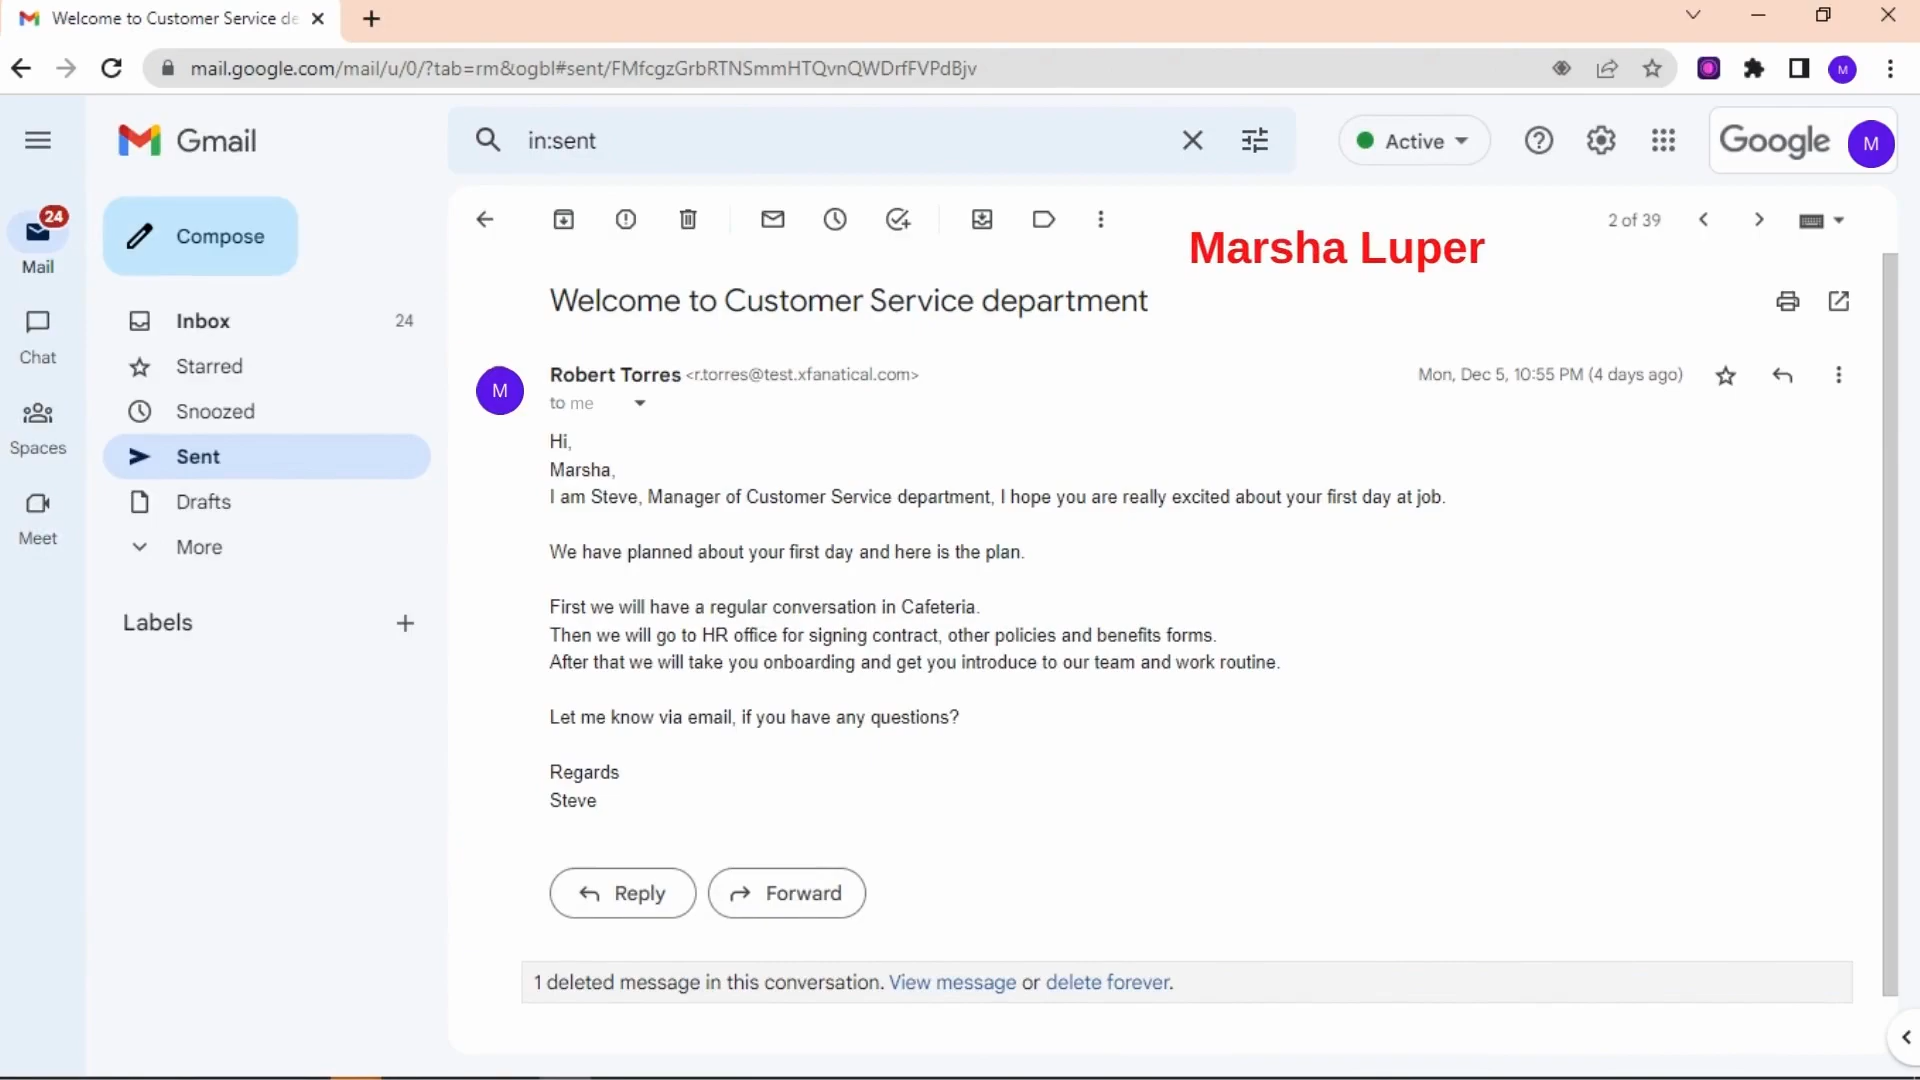 Welcome to Customer Service de
mail.google.com/mail/u/0/?tab=rm&ogbl#sent/FMfcgzGrbRTNSmmHTQvnQWDrfFVPdBjv
M
Gmail
in:sent
Active
Google
M
24
Mail
Compose
2 of 39
Marsha Luper
Welcome to Customer Service department
Inbox 24
Chat
Starred
Snoozed
Spaces
Sent
Drafts
Meet
More
Labels
M
Robert Torres <r.torres@test.xfanatical.com>
Mon, Dec 5, 10:55 PM (4 days ago)
to me
Hi,
Marsha,
I am Steve, Manager of Customer Service department, I hope you are really excited about your first day at job.
We have planned about your first day and here is the plan.
First we will have a regular conversation in Cafeteria.
Then we will go to HR office for signing contract, other policies and benefits forms.
After that we will take you onboarding and get you introduce to our team and work routine.
Let me know via email, if you have any questions?
Regards
Steve
Reply
Forward
1 deleted message in this conversation. View message or delete forever.